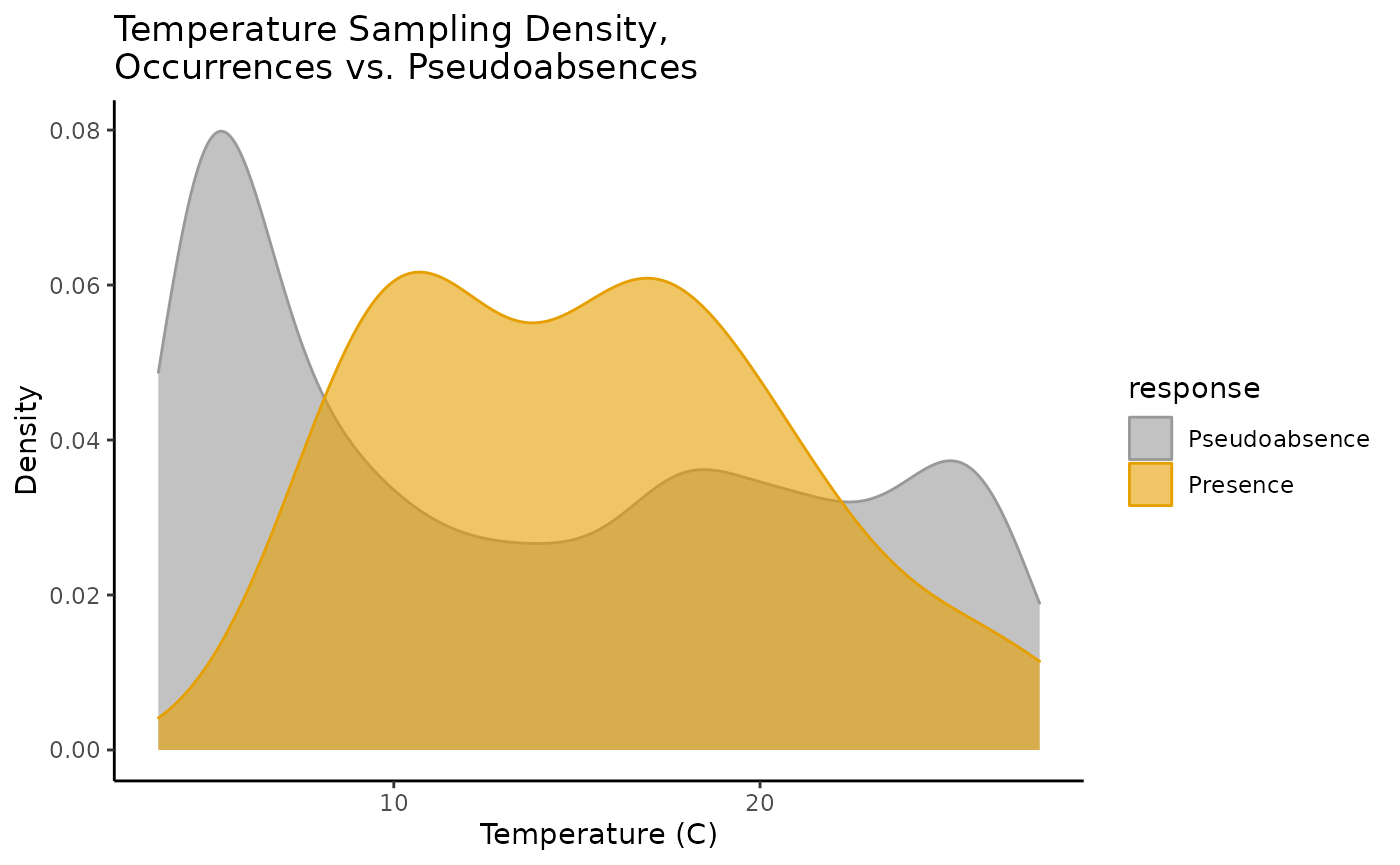 Temperature Sampling Density,
Occurrences vs. Pseudoabsences
0.08
0.06
0.04
0.02
0.00
Density
10
20
Temperature (C)
response
Pseudoabsence
Presence